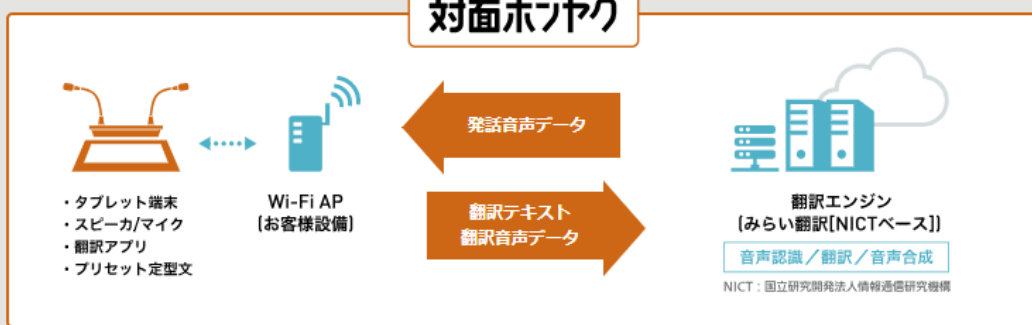 対面ホンヤク
発話音声データ
・タブレット端末
・スピーカ/マイク
・翻訳アプリ
・プリセット定型文
Wi-Fi AP
(お客様設備)
翻訳テキスト
翻訳音声データ
翻訳エンジン
(みらい翻訳[NICTベース])
音声認識／翻訳／音声合成
NICT：国立研究開発法人情報通信研究機構